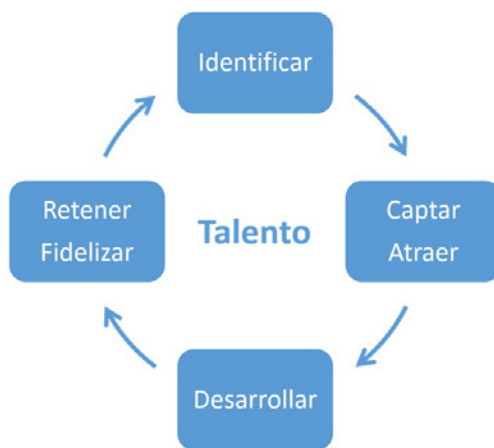 Identificar
Retener
Fidelizar
Talento
Captar
Atraer
Desarrollar